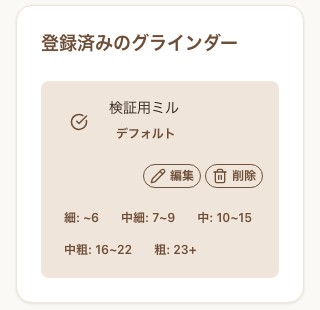 登録済みのグラインダー
検証用ミル
デフォルト
編集 削除
細: ~6 中細: 7~9 中: 10~15
中粗: 16~22 粗: 23+